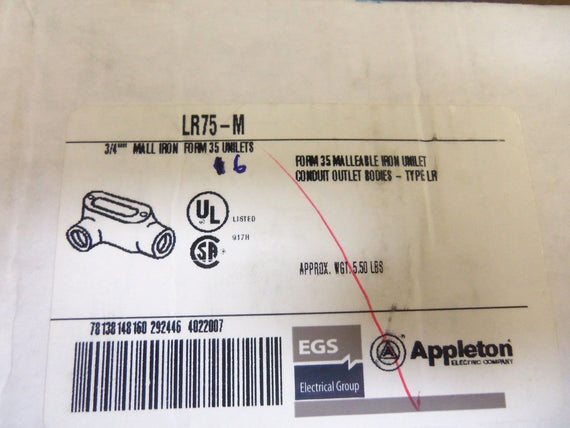 LR75-M
3/4" MALL IRON FORM 35 UNILETS
6
FORM 35 MALLEABLE IRON UNILET
CONDUIT OUTLET BODIES - TYPE LR
UL
LISTED
917H
SA
APPROX. WGT. 5.50 LBS
78138148160 292446 4022007
EGS
Electrical Group
A
Appleton
ELECTRIC COMPANY